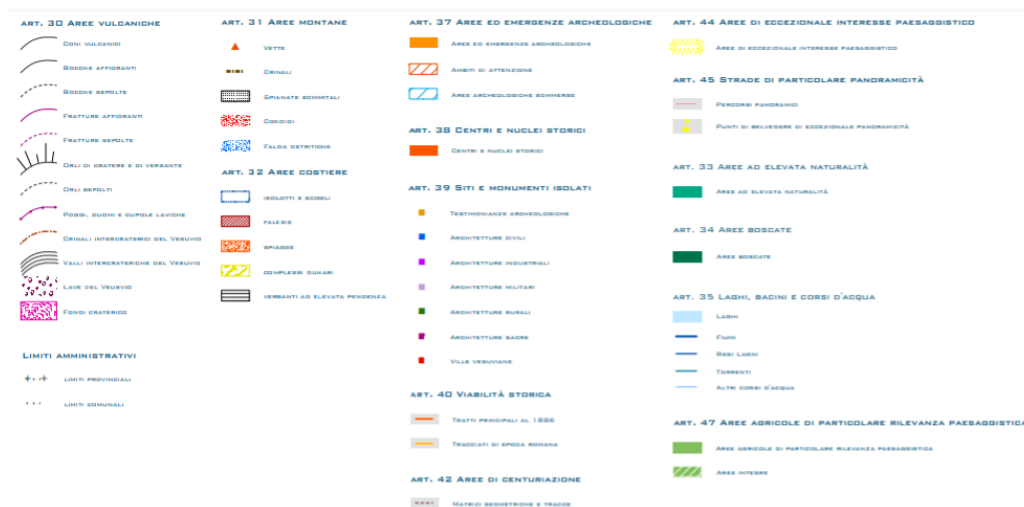 ART. 30 AREE VULCANICHE
CONI VULCANICI
BOCCHE AFFIORANTI
BOCCHE SEPOLTE
FRATTURE AFFIORANTI
FRATTURE SEPOLTE
ORLI DI CRATERE E DI VERSANTE
ORLI SEPOLTI
POGGI, DUOMI E CUPOLE LAVICHE
CRINALI INTERCRATERICI DEL VESUVIO
VALLI INTERCRATERICHE DEL VESUVIO
LAVE DEL VESUVIO
FONDI CRATERICO
LIMITI AMMINISTRATIVI
LIMITI PROVINCIALI
LIMITI COMUNALI
ART. 31 AREE MONTANE
VETTE
CRINALI
SPIANATE SOMMITALI
CONOIDI
FALDA DETRITICHE
ART. 32 AREE COSTIERE
ISOLOTTI E SCOGLI
FALESIE
SPIAGGE
COMPLESSI DUNARI
VERSANTI AD ELEVATA PENDENZA
ART. 37 AREE ED EMERGENZE ARCHEOLOGICHE
AREE ED EMERGENZE ARCHEOLOGICHE
AMBITI DI ATTENZIONE
AREE ARCHEOLOGICHE SOMMERSE
ART. 38 CENTRI E NUCLEI STORICI
CENTRI E NUCLEI STORICI
ART. 39 SITI E MONUMENTI ISOLATI
TESTIMONIANZE ARCHEOLOGICHE
ARCHITETTURE CIVILI
ARCHITETTURE INDUSTRIALI
ARCHITETTURE MILITARI
ARCHITETTURE RURALI
ARCHITETTURE SACRE
VILLE VESUVIANE
ART. 40 VIABILITÀ STORICA
TRATTI PRINCIPALI AL 1886
TRACCIATI DI EPOCA ROMANA
ART. 42 AREE DI CENTURIAZIONE
MATRICI GEOMETRICHE E TRACCE
ART. 44 AREE DI ECCEZIONALE INTERESSE PAESAGGISTICO
AREE DI ECCEZIONALE INTERESSE PAESAGGISTICO
ART. 45 STRADE DI PARTICOLARE PANORAMICITÀ
PERCORSI PANORAMICI
PUNTI DI BELVEDERE DI ECCEZIONALE PANORAMICITÀ
ART. 33 AREE AD ELEVATA NATURALITÀ
AREE AD ELEVATA NATURALITÀ
ART. 34 AREE BOSCATE
AREE BOSCATE
ART. 35 LAGHI, BACINI E CORSI D'ACQUA
LAGHI
FIUMI
REGI LAGNI
TORRENTI
ALTRI CORSI D'ACQUA
ART. 47 AREE AGRICOLE DI PARTICOLARE RILEVANZA PAESAGGISTICA
AREE AGRICOLE DI PARTICOLARE RILEVANZA PAESAGGISTICA
AREE INTEGRE